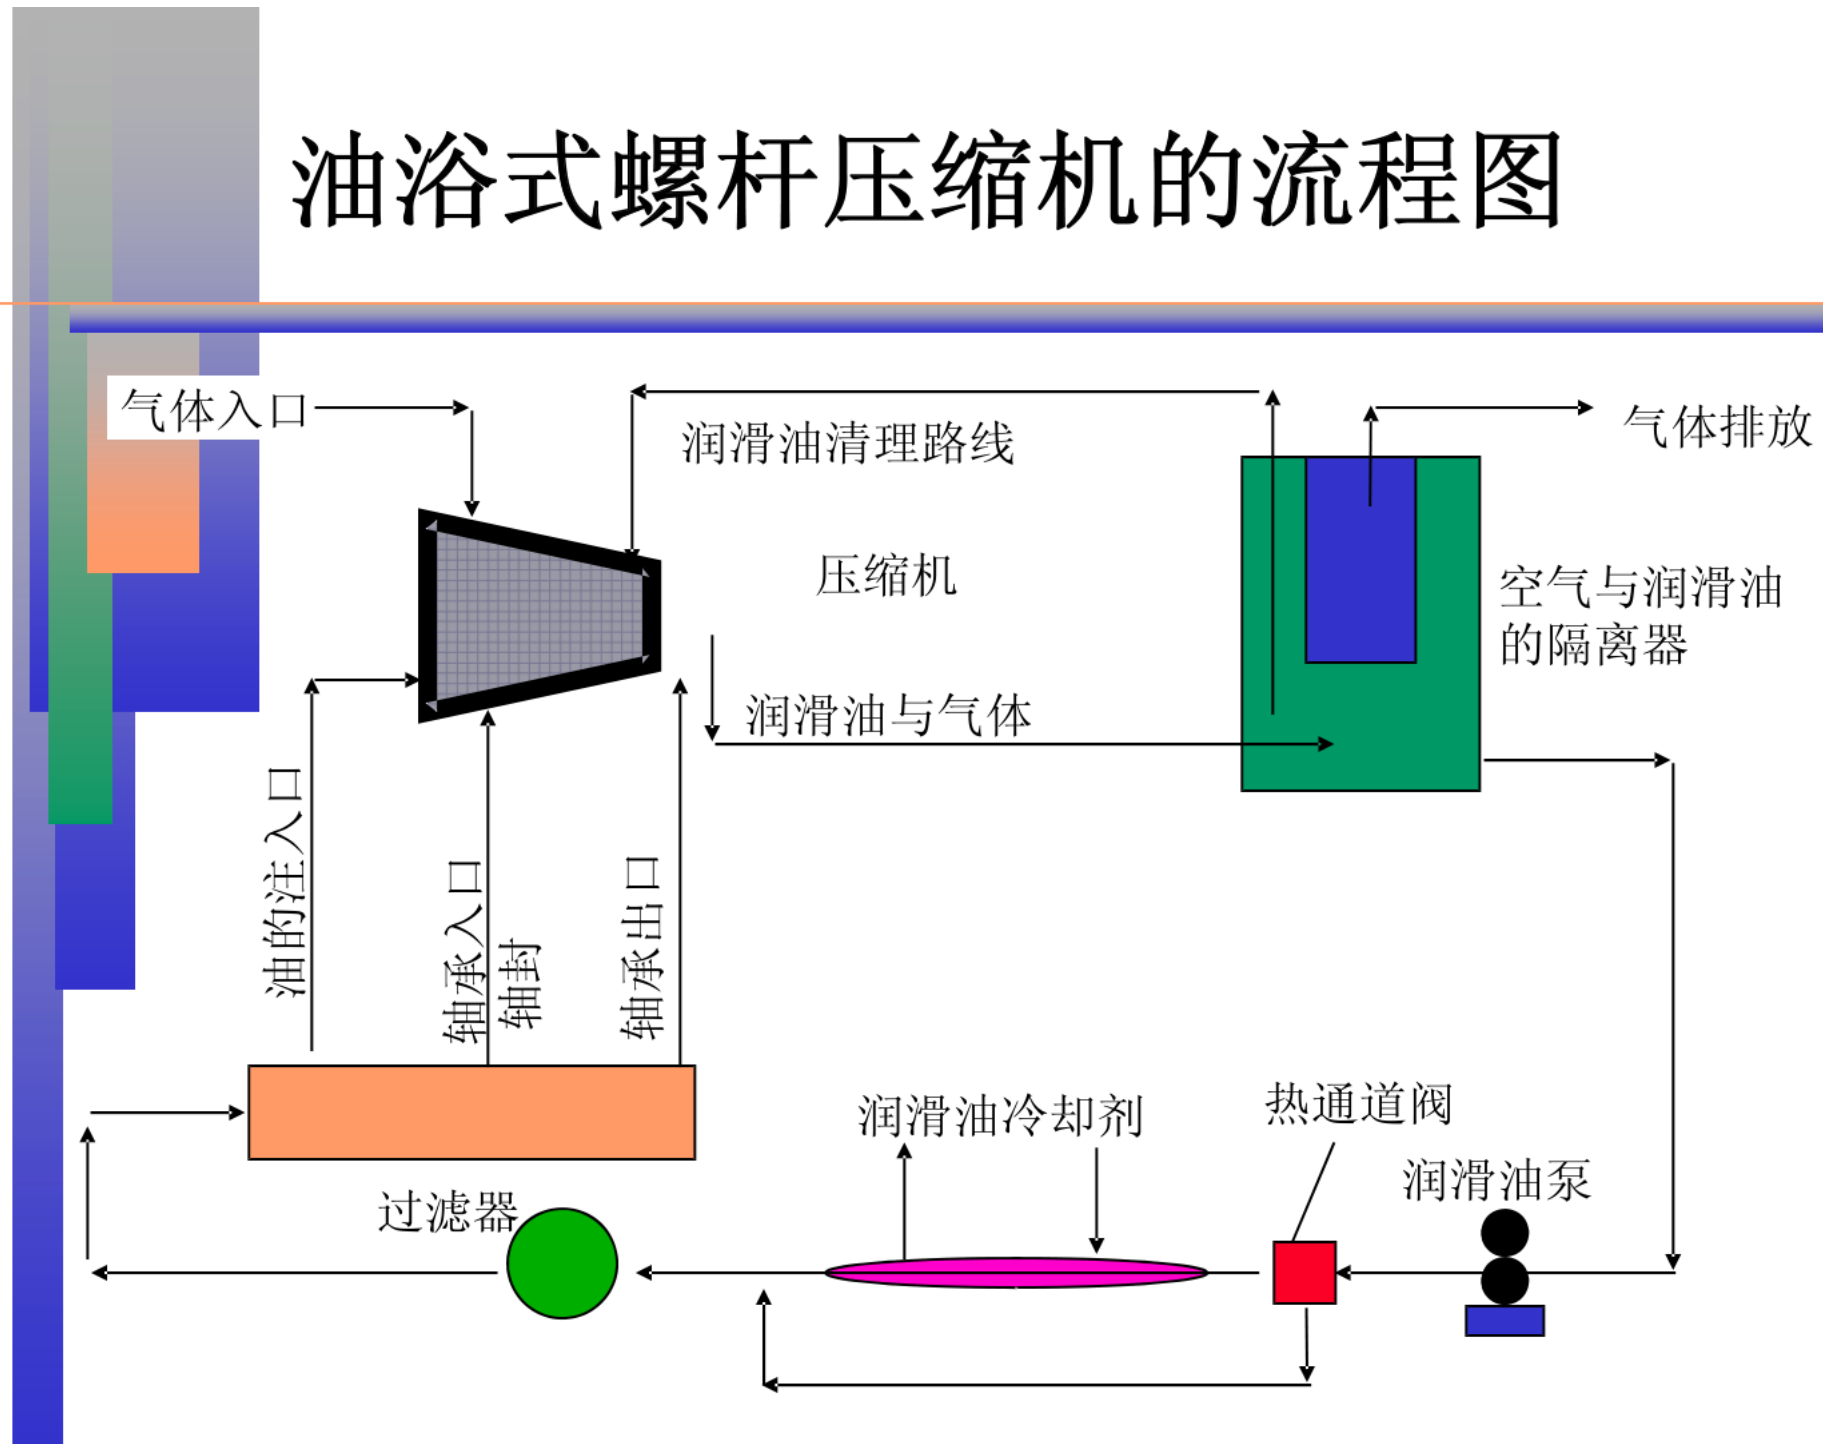 油浴式螺杆压缩机的流程图
气体入口
润滑油清理路线
气体排放
压缩机
空气与润滑油
的隔离器
润滑油与气体
油的注入口
轴承入口
轴封
轴承出口
润滑油冷却剂
热通道阀
润滑油泵
过滤器